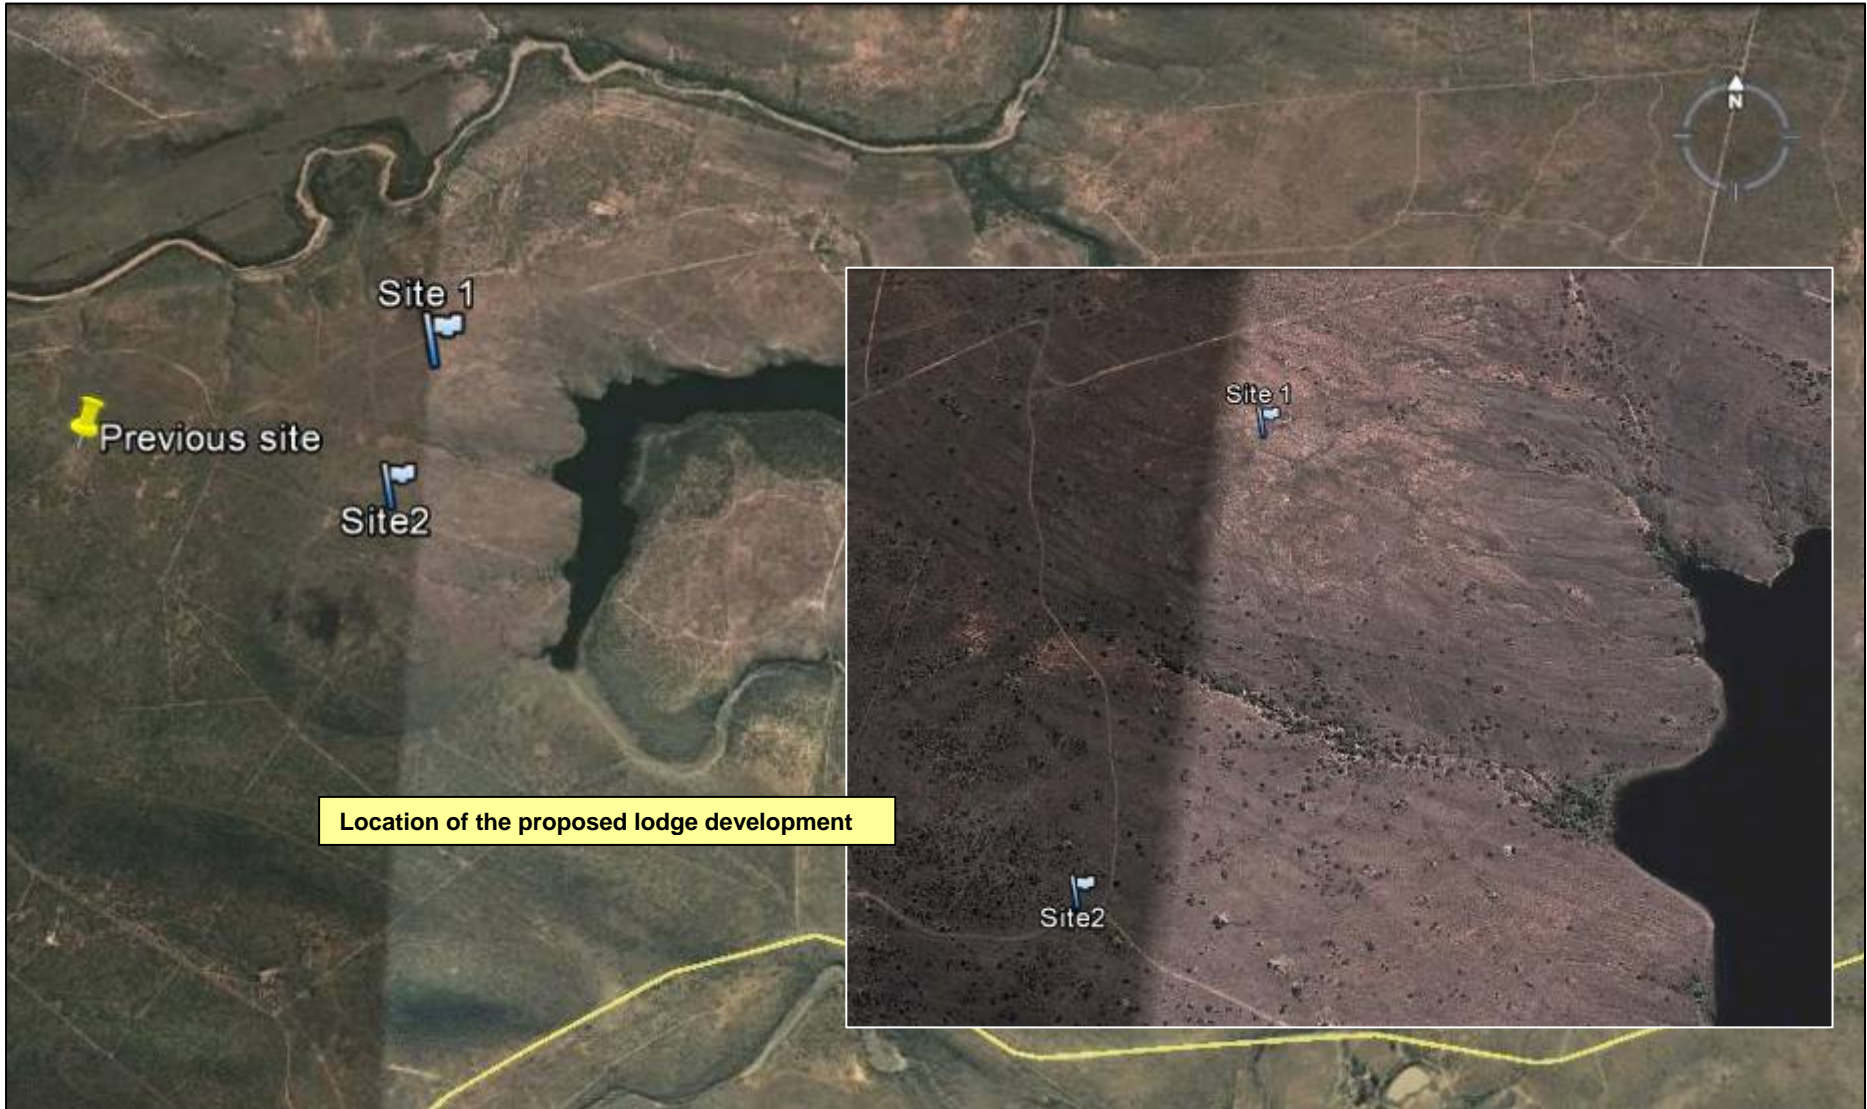 N
Site 1
Previous site
Site2
Site 1
Location of the proposed lodge development
Site2